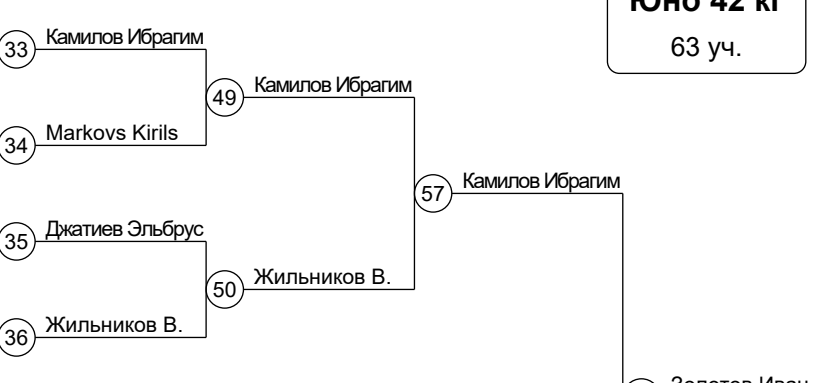 Юно 42 кг
63 уч.
33 Камилов Ибрагим
49 Камилов Ибрагим
34 Markovs Kirils
57 Камилов Ибрагим
35 Джатиев Эльбрус
50 Жильников В.
36 Жильников В.